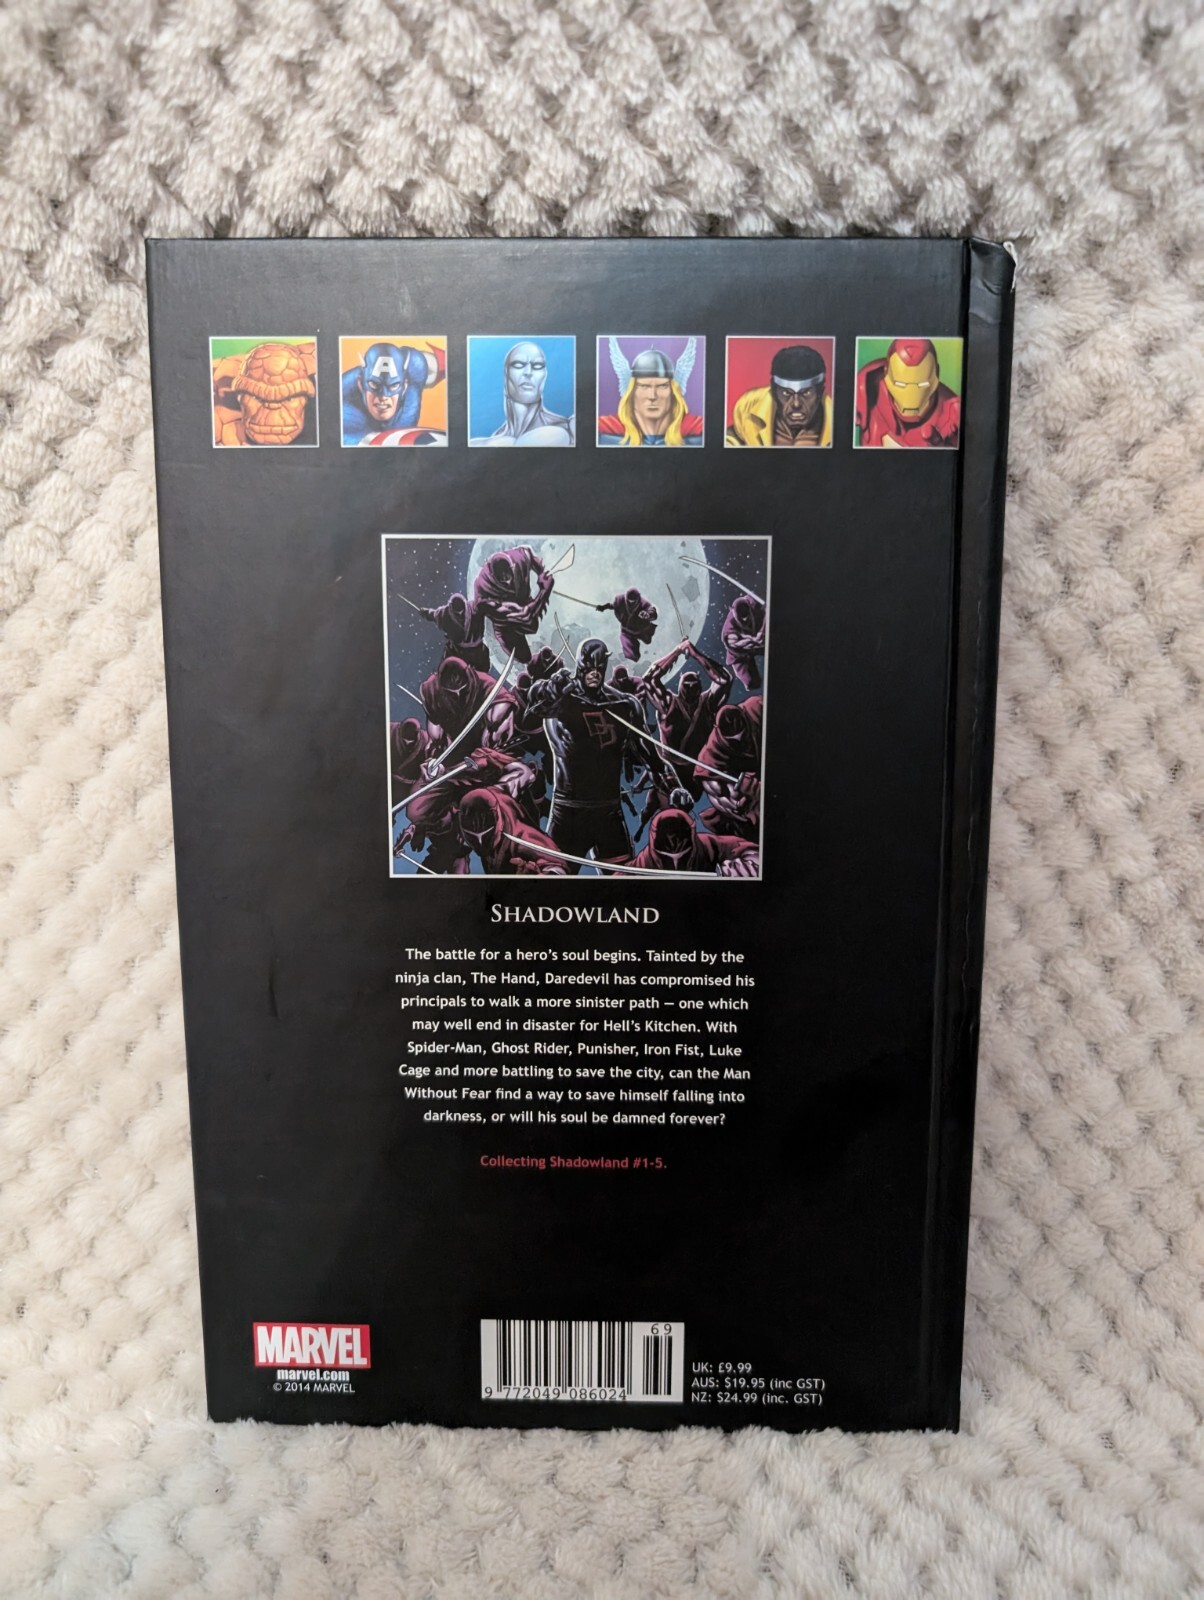 A
DD
SHADOWLAND
The battle for a hero's soul begins. Tainted by the
ninja clan, The Hand, Daredevil has compromised his
principals to walk a more sinister path — one which
may well end in disaster for Hell's Kitchen. With
Spider-Man, Ghost Rider, Punisher, Iron Fist, Luke
Cage and more battling to save the city, can the Man
Without Fear find a way to save himself falling into
darkness, or will his soul be damned forever?
Collecting Shadowland #1-5.
MARVEL
marvel.com
© 2014 MARVEL
69
9 772049 086024
UK: £9.99
AUS: $19.95 (inc GST)
NZ: $24.99 (inc. GST)